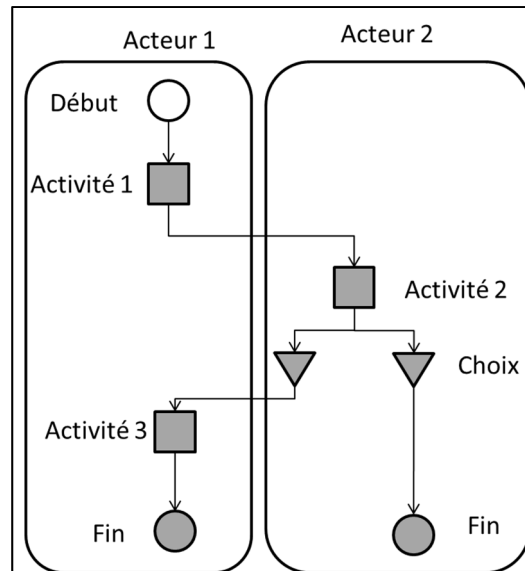 Acteur 1
Acteur 2
Début
Activité 1
Activité 2
Choix
Activité 3
Fin
Fin